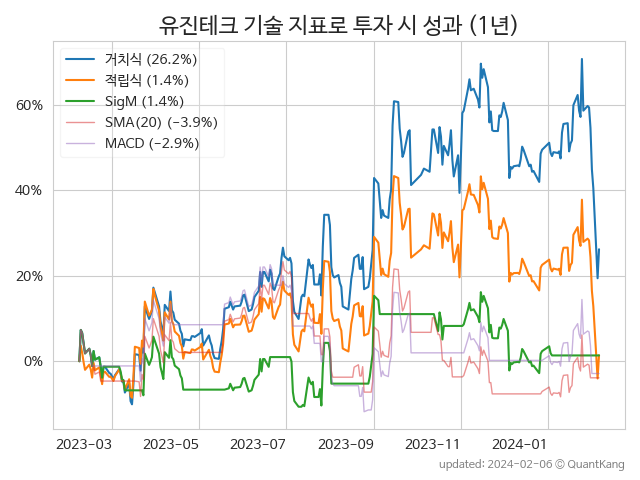 유진테크 기술 지표로 투자 시 성과 (1년)
거치식 (26.2%)
적립식 (1.4%)
SigM (1.4%)
SMA(20) (−3.9%)
MACD (−2.9%)
60%
40%
20%
0%
2023-03 2023-05 2023-07 2023-09 2023-11 2024-01
updated: 2024-02-06 © QuantKang